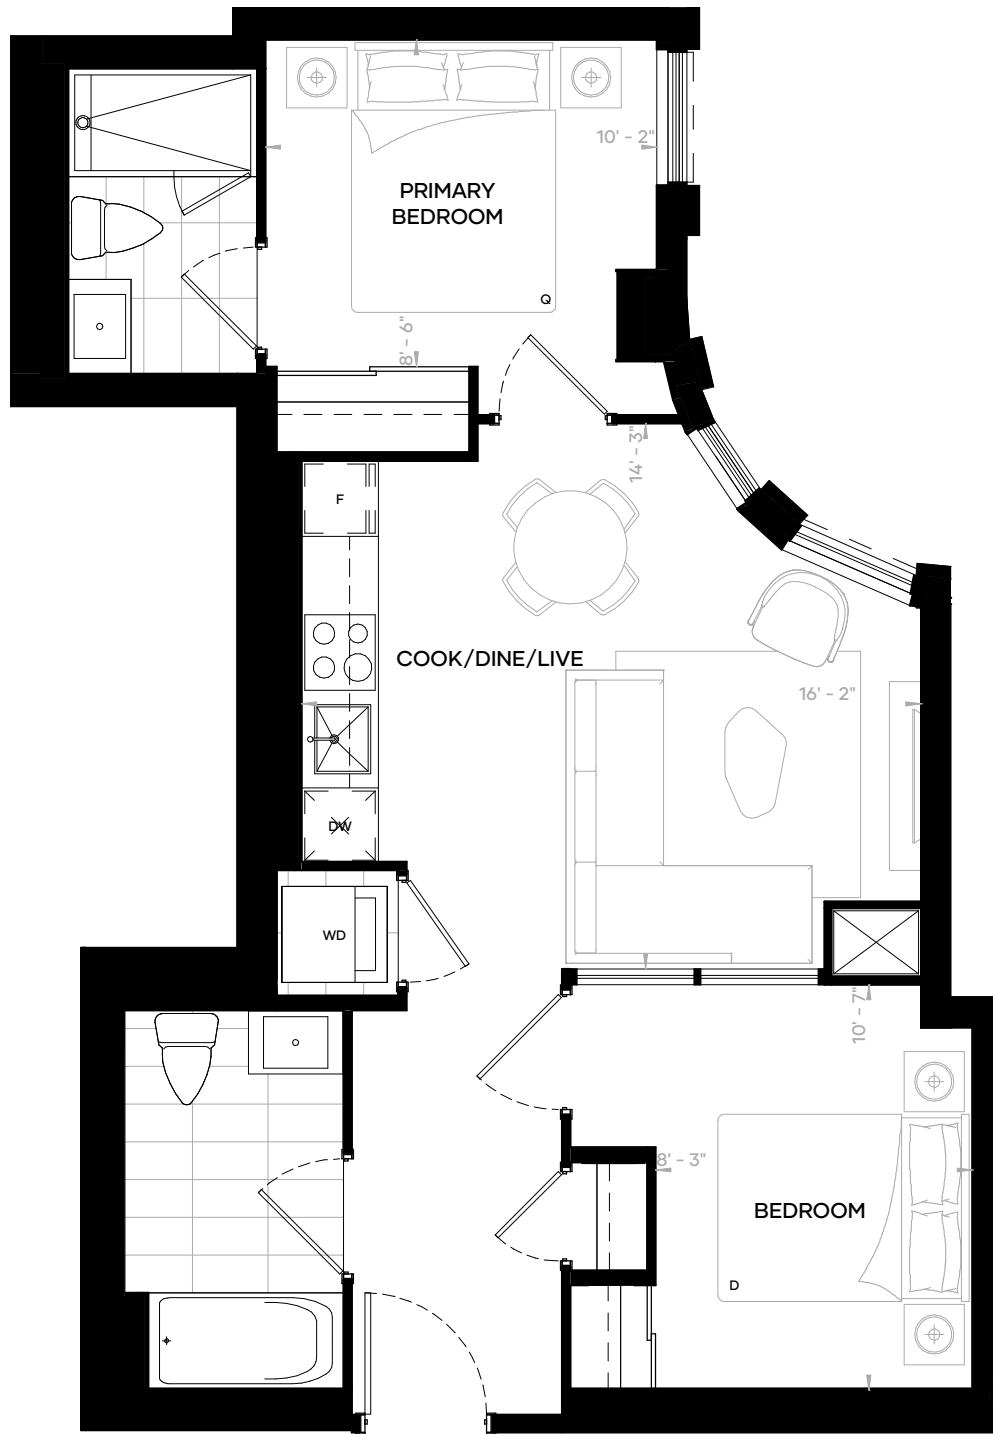 10' - 2"
PRIMARY
BEDROOM
Q
8' - 6"
14' - 3"
F
COOK/DINE/LIVE
16' - 2"
DW
WD
10' - 7"
8' - 3"
BEDROOM
D